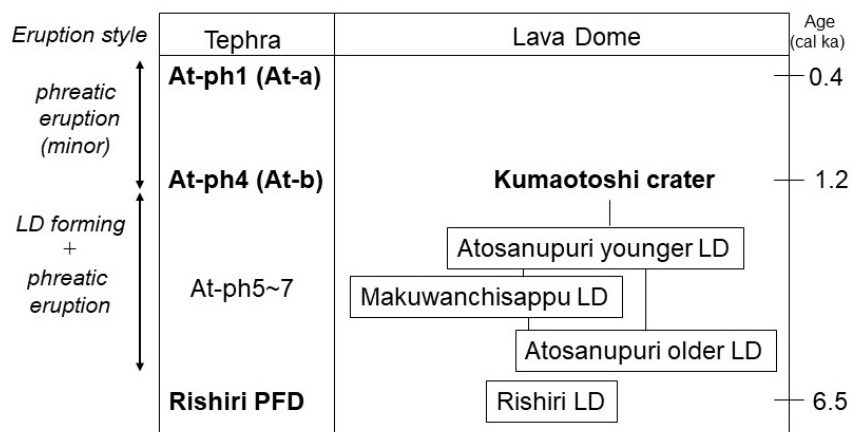 Eruption style
Tephra
Lava Dome
Age
(cal ka)
At-ph1 (At-a)
0.4
phreatic
eruption
(minor)
At-ph4 (At-b)
Kumaotoshi crater
1.2
LD forming
+
phreatic
eruption
Atosanupuri younger LD
At-ph5~7
Makuwanchisappu LD
Atosanupuri older LD
Rishiri PFD
Rishiri LD
6.5